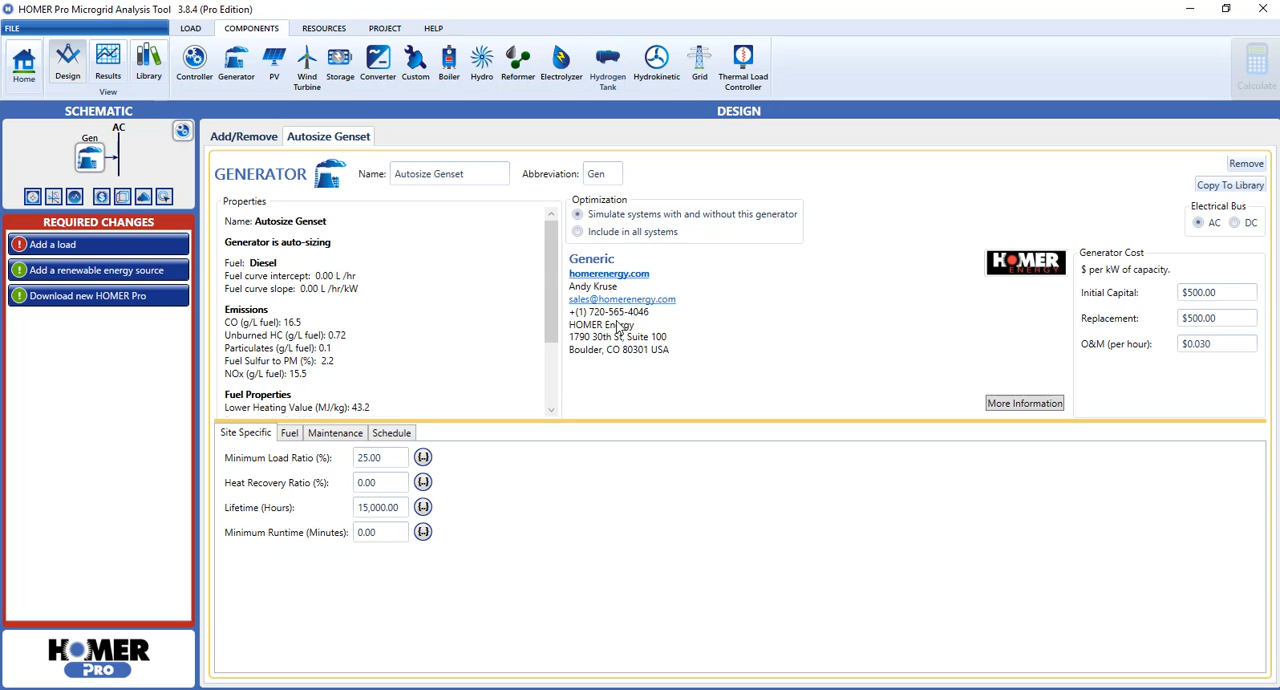 HOMER Pro Microgrid Analysis Tool 3.8.4 (Pro Edition)
FILE LOAD COMPONENTS RESOURCES PROJECT HELP
Home Design Results Library Controller Generator PV Wind Turbine Storage Converter Custom Boiler Hydro Reformer Electrolyzer Hydrogen Tank Hydrokinetic Grid Thermal Load Controller Calculate
View
SCHEMATIC
DESIGN
AC
Gen
REQUIRED CHANGES
Add a load
Add a renewable energy source
Download new HOMER Pro
HOMER
PRO
Add/Remove Autosize Genset
GENERATOR Name: Autosize Genset Abbreviation: Gen
Remove
Copy To Library
Properties
Name: Autosize Genset
Generator is auto-sizing
Fuel: Diesel
Fuel curve intercept: 0.00 L /hr
Fuel curve slope: 0.00 L /hr/kW
Emissions
CO (g/L fuel): 16.5
Unburned HC (g/L fuel): 0.72
Particulates (g/L fuel): 0.1
Fuel Sulfur to PM (%): 2.2
NOx (g/L fuel): 15.5
Fuel Properties
Lower Heating Value (MJ/kg): 43.2
Optimization
Simulate systems with and without this generator
Include in all systems
Generic
homerenergy.com
Andy Kruse
sales@homerenergy.com
+(1) 720-565-4046
HOMER Energy
1790 30th St, Suite 100
Boulder, CO 80301 USA
HOMER
ENERGY
More Information
Electrical Bus
AC DC
Generator Cost
$ per kW of capacity.
Initial Capital: $500.00
Replacement: $500.00
O&M (per hour): $0.030
Site Specific Fuel Maintenance Schedule
Minimum Load Ratio (%): 25.00 {..}
Heat Recovery Ratio (%): 0.00 {..}
Lifetime (Hours): 15,000.00 {..}
Minimum Runtime (Minutes): 0.00 {..}